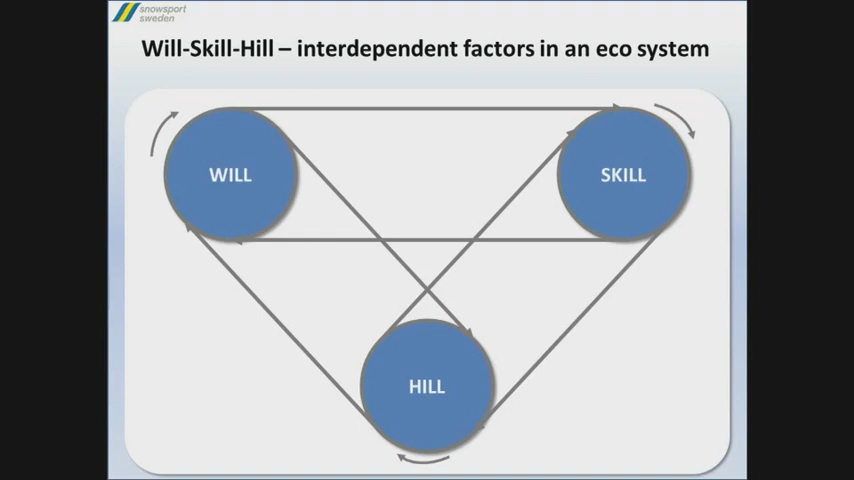 snowsport
sweden
Will-Skill-Hill – interdependent factors in an eco system
WILL
SKILL
HILL